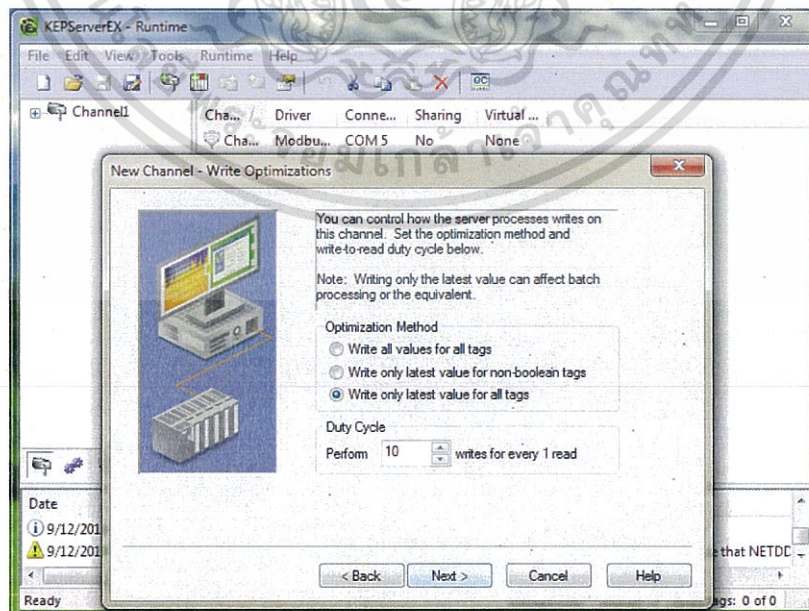 KEPServerEX - Runtime
File Edit View Tools Runtime Help
Channel1
Cha... Driver Conne... Sharing Virtual ...
Cha... Modbu... COM 5 No None
New Channel - Write Optimizations
You can control how the server processes writes on
this channel. Set the optimization method and
write-to-read duty cycle below.
Note: Writing only the latest value can affect batch
processing or the equivalent.
Optimization Method
Write all values for all tags
Write only latest value for non-boolean tags
Write only latest value for all tags
Duty Cycle
Perform 10 writes for every 1 read
Date
9/12/201
9/12/201 e that NETDD
< Back Next > Cancel Help
Ready ags: 0 of 0